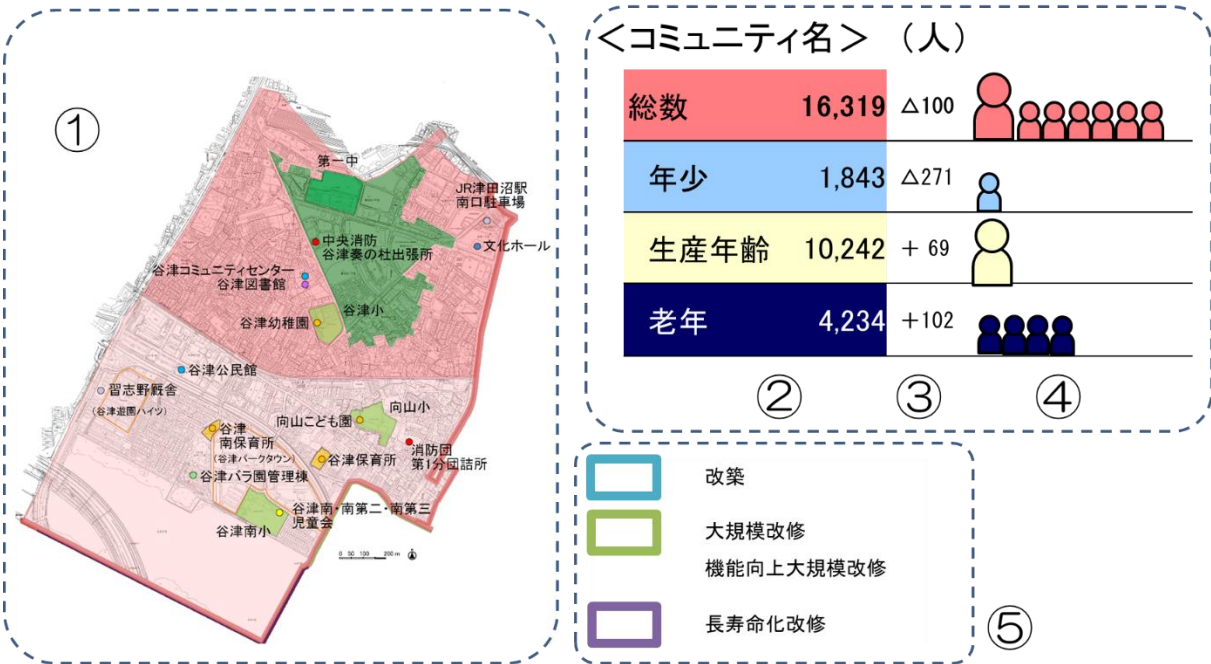 ①
第一中
JR津田沼駅
南口駐車場
中央消防
谷津奏の杜出張所
文化ホール
谷津コミュニティセンター
谷津図書館
谷津小
谷津幼稚園
谷津公民館
習志野厩舎
(谷津遊園ハイツ)
向山小
向山こども園
谷津
南保育所
(谷津パークタウン)
谷津保育所
消防団
第1分団詰所
谷津バラ園管理棟
谷津南・南第二・南第三
児童会
谷津南小
0 50 100 200 m
<コミュニティ名> (人)
総数 16,319 △100
年少 1,843 △271
生産年齢 10,242 + 69
老年 4,234 +102
② ③ ④
改築
大規模改修
機能向上大規模改修
長寿命化改修
⑤